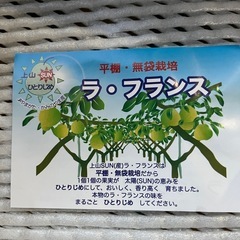 上山
SUN
ひとりじめ
平棚・無袋栽培
ラ・フランス
上山SUN(産)ラ・フランスは
平棚・無袋栽培だから
1個1個の果実が 太陽(SUN)の恵みを
ひとりじめにして、おいしく、香り高く 育ちました。
本物のラ・フランスの味を
まるごと ひとりじめ してください。